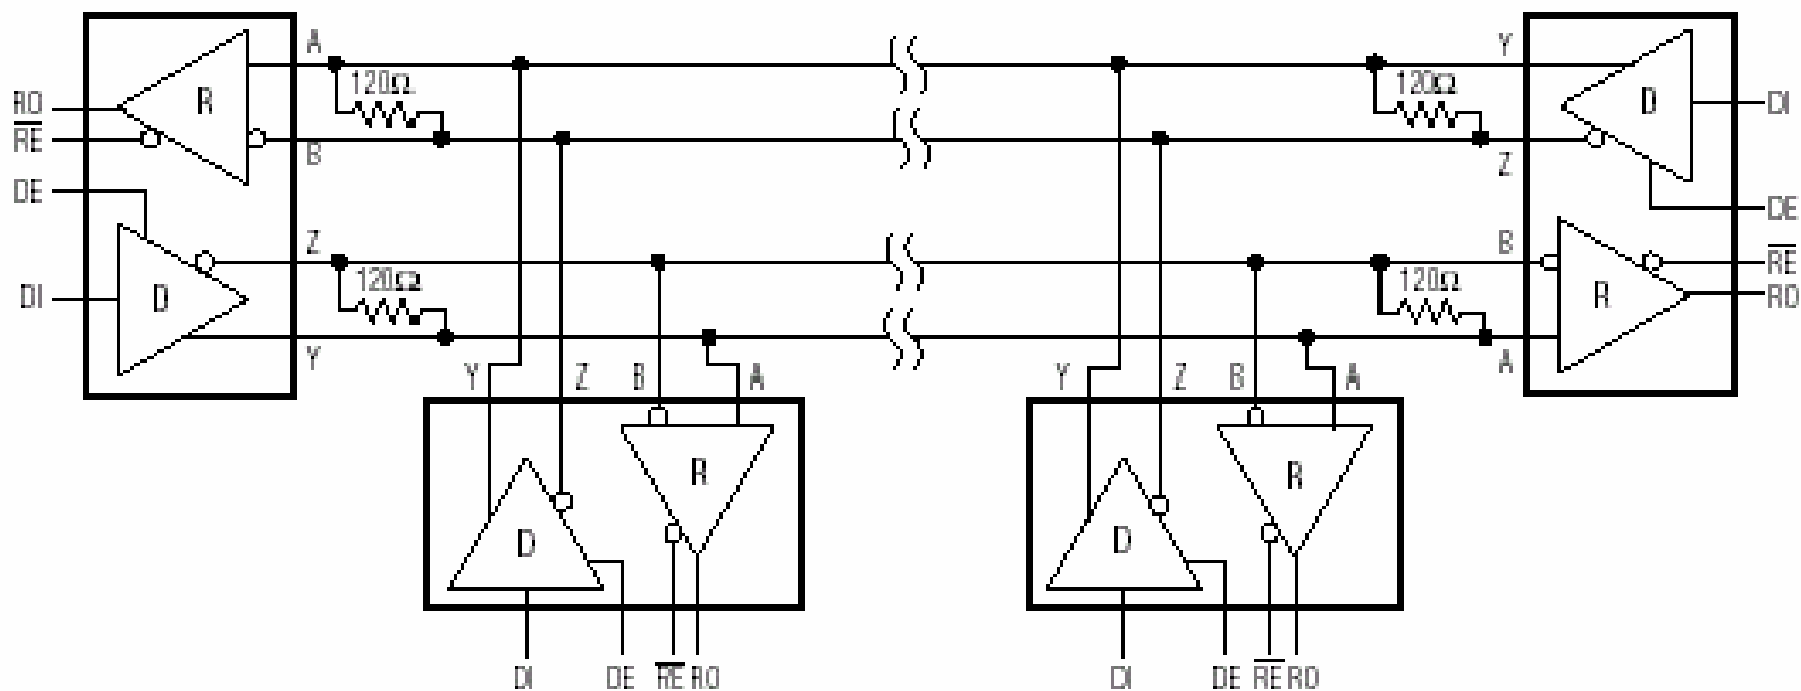 A
Y
120Ω
120Ω
RO
R
D
DI
RE
B
Z
DE
DE
Z
B
RE
120Ω
120Ω
DI
D
R
RO
Y
A
Y
Z
B
A
Y
Z
B
A
R
R
D
D
DI
DE
RE
RO
DI
DE
RE
RO